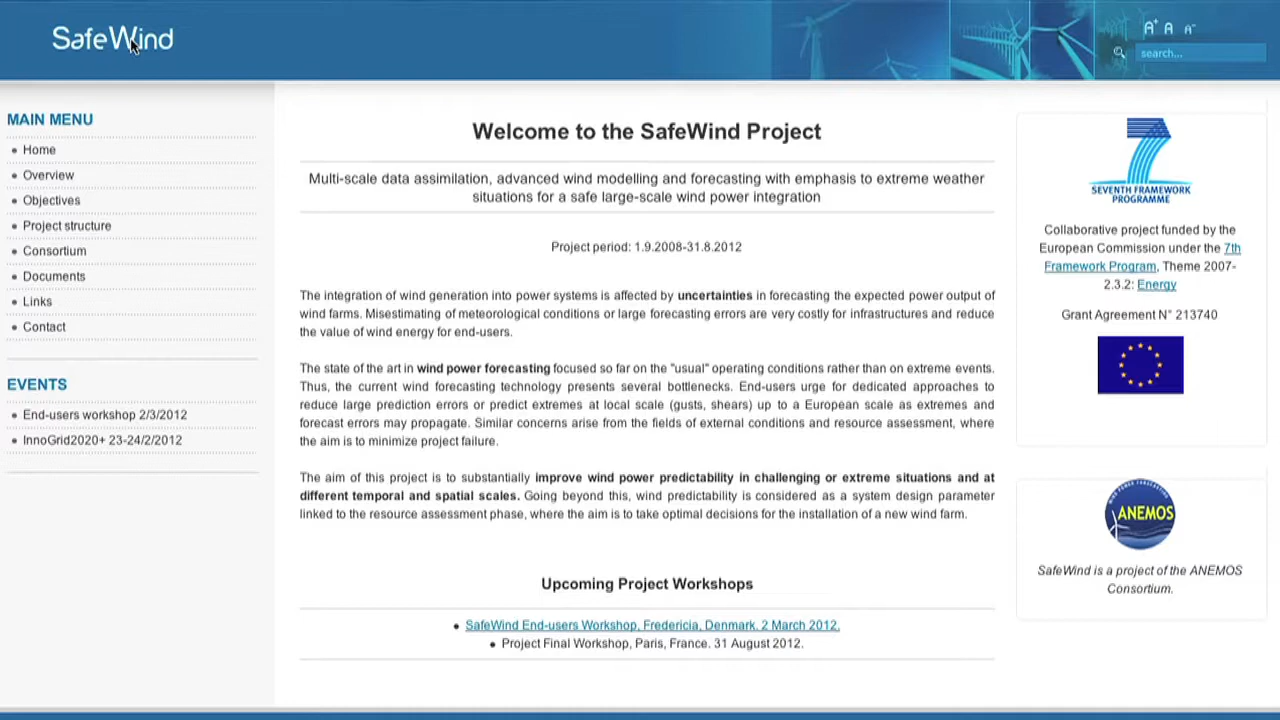 SafeWind
A+ A A-
search...
MAIN MENU
Home
Overview
Objectives
Project structure
Consortium
Documents
Links
Contact
EVENTS
End-users workshop 2/3/2012
InnoGrid2020+ 23-24/2/2012
Welcome to the SafeWind Project
Multi-scale data assimilation, advanced wind modelling and forecasting with emphasis to extreme weather
situations for a safe large-scale wind power integration
Project period: 1.9.2008-31.8.2012
The integration of wind generation into power systems is affected by uncertainties in forecasting the expected power output of
wind farms. Misestimating of meteorological conditions or large forecasting errors are very costly for infrastructures and reduce
the value of wind energy for end-users.
The state of the art in wind power forecasting focused so far on the "usual" operating conditions rather than on extreme events.
Thus, the current wind forecasting technology presents several bottlenecks. End-users urge for dedicated approaches to
reduce large prediction errors or predict extremes at local scale (gusts, shears) up to a European scale as extremes and
forecast errors may propagate. Similar concerns arise from the fields of external conditions and resource assessment, where
the aim is to minimize project failure.
The aim of this project is to substantially improve wind power predictability in challenging or extreme situations and at
different temporal and spatial scales. Going beyond this, wind predictability is considered as a system design parameter
linked to the resource assessment phase, where the aim is to take optimal decisions for the installation of a new wind farm.
Upcoming Project Workshops
SafeWind End-users Workshop, Fredericia, Denmark. 2 March 2012.
Project Final Workshop, Paris, France. 31 August 2012.
7
SEVENTH FRAMEWORK
PROGRAMME
Collaborative project funded by the
European Commission under the 7th
Framework Program, Theme 2007-
2.3.2: Energy
Grant Agreement N° 213740
WIND POWER FORECASTING
ANEMOS
SafeWind is a project of the ANEMOS
Consortium.